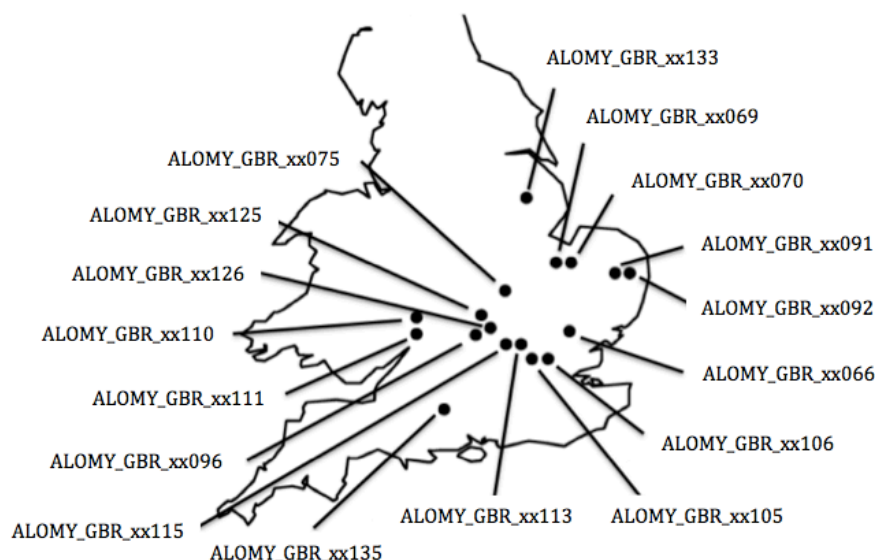 ALOMY_GBR_xx133
ALOMY_GBR_xx069
ALOMY_GBR_xx075
ALOMY_GBR_xx070
ALOMY_GBR_xx125
ALOMY_GBR_xx091
ALOMY_GBR_xx126
ALOMY_GBR_xx092
ALOMY_GBR_xx110
ALOMY_GBR_xx066
ALOMY_GBR_xx111
ALOMY_GBR_xx106
ALOMY_GBR_xx096
ALOMY_GBR_xx113
ALOMY_GBR_xx105
ALOMY_GBR_xx115
ALOMY_GBR_xx135